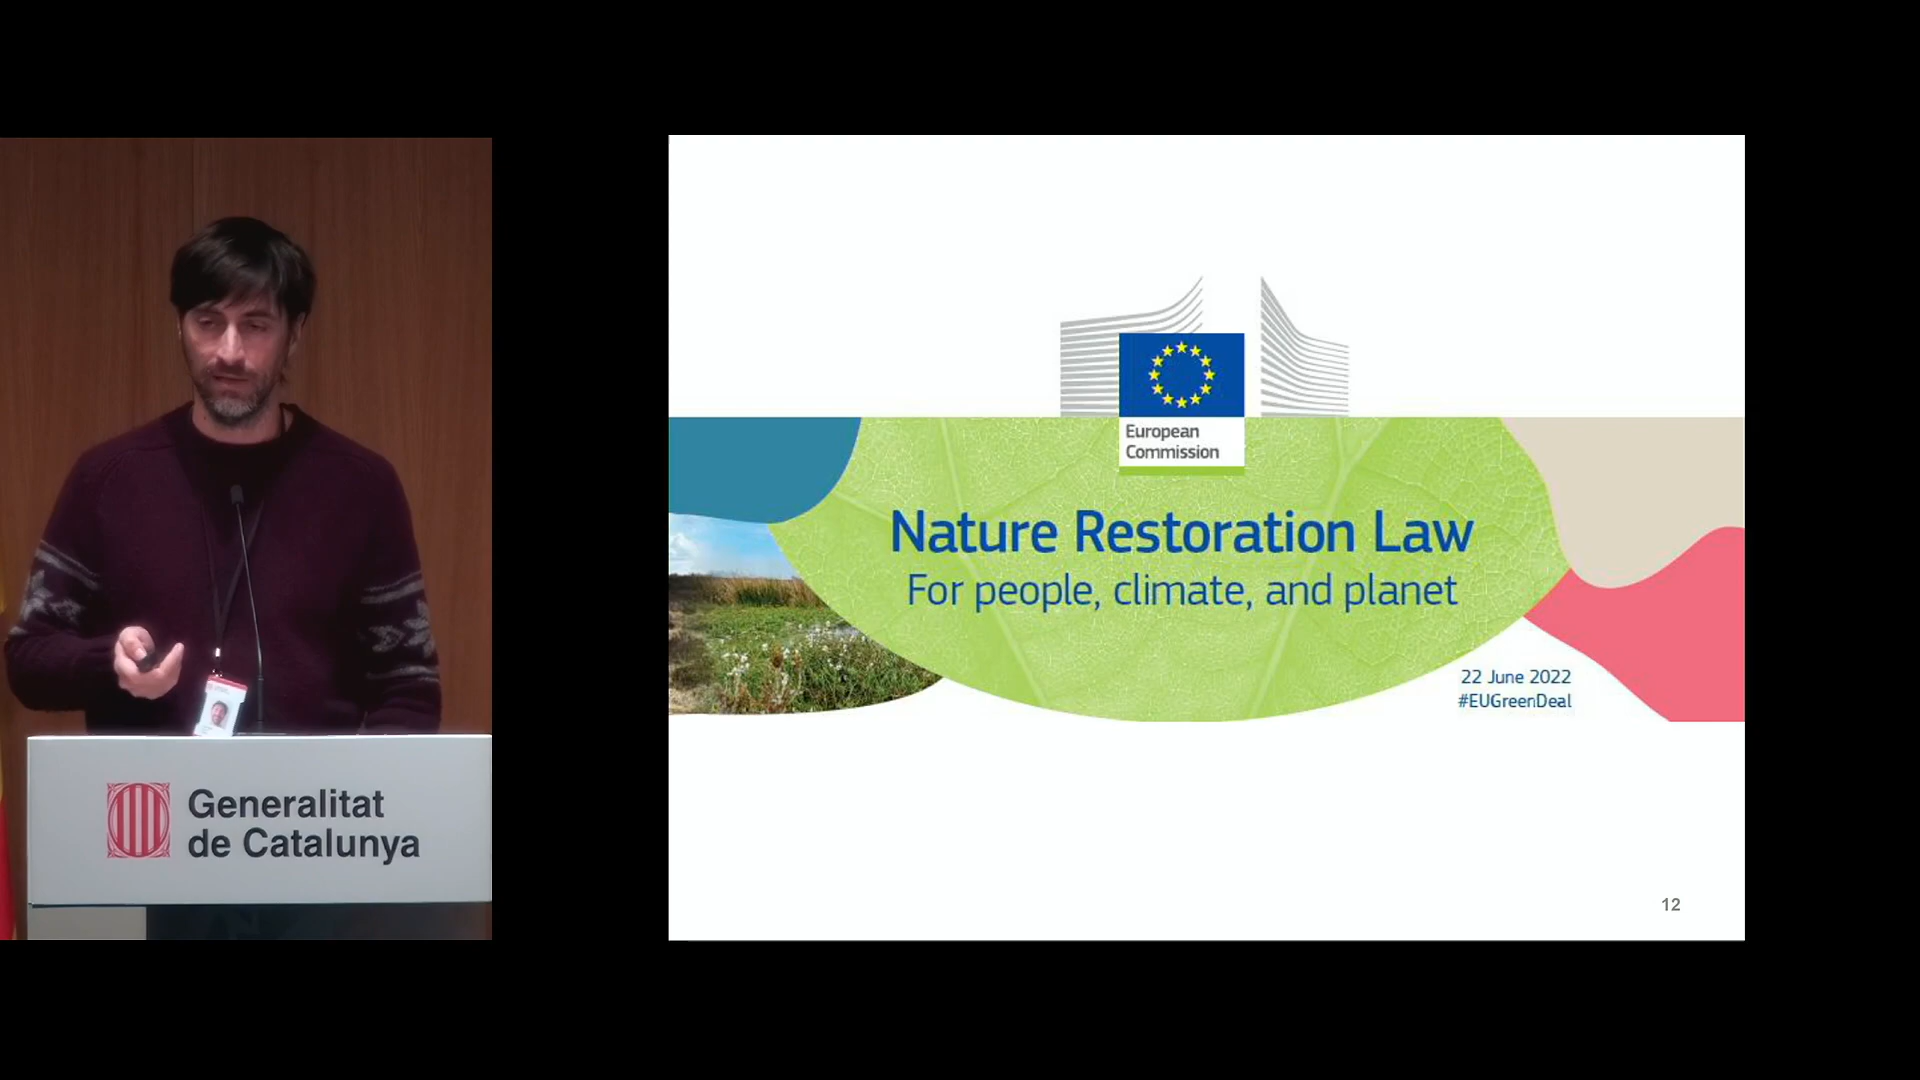 Generalitat
de Catalunya
European
Commission
Nature Restoration Law
For people, climate, and planet
22 June 2022
#EUGreenDeal
12